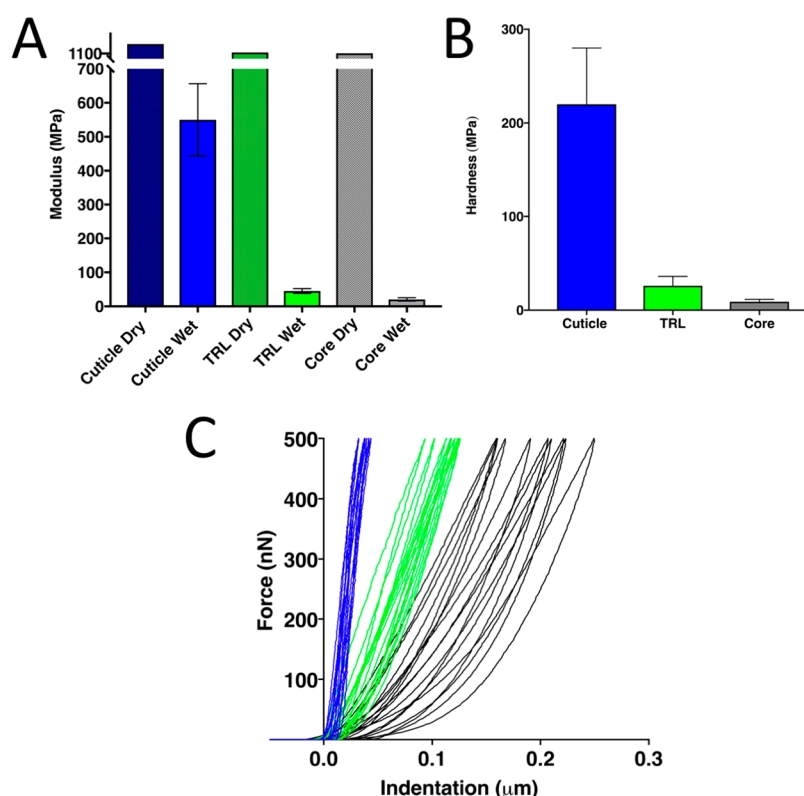 A
Modulus (MPa)
1100
700
600
500
400
300
200
100
0
Cuticle Dry
Cuticle Wet
TRL Dry
TRL Wet
Core Dry
Core Wet
B
Hardness (MPa)
300
200
100
0
Cuticle
TRL
Core
C
Force (nN)
500
400
300
200
100
0.0
0.1
0.2
0.3
Indentation (μm)